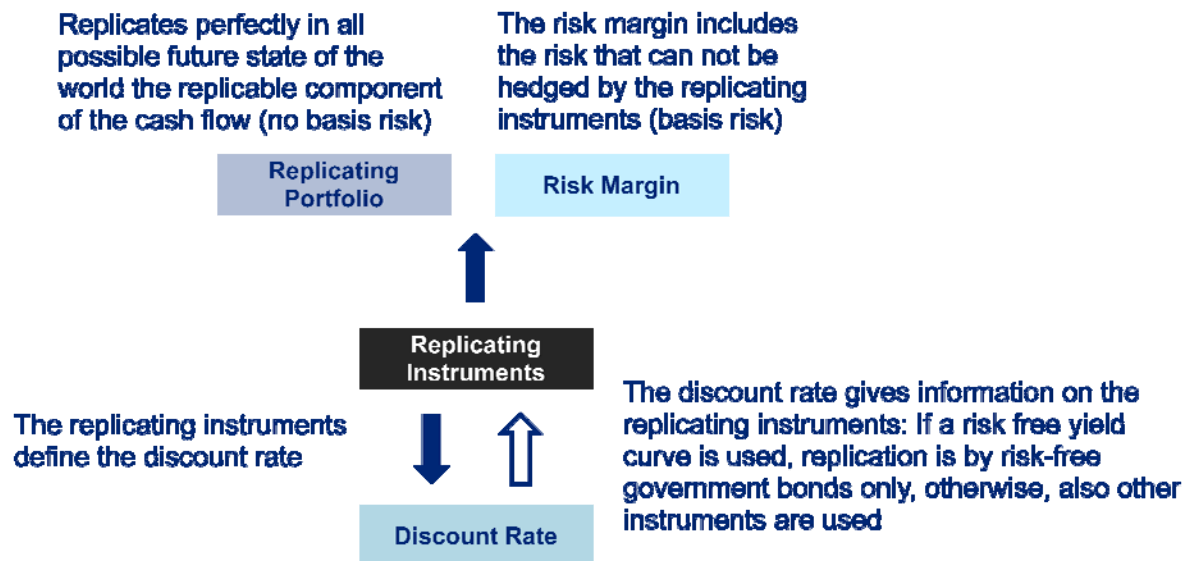 Replicates perfectly in all
possible future state of the
world the replicable component
of the cash flow (no basis risk)
The risk margin includes
the risk that can not be
hedged by the replicating
instruments (basis risk)
Replicating
Portfolio
Risk Margin
Replicating
Instruments
The replicating instruments
define the discount rate
The discount rate gives information on the
replicating instruments: If a risk free yield
curve is used, replication is by risk-free
government bonds only, otherwise, also other
instruments are used
Discount Rate